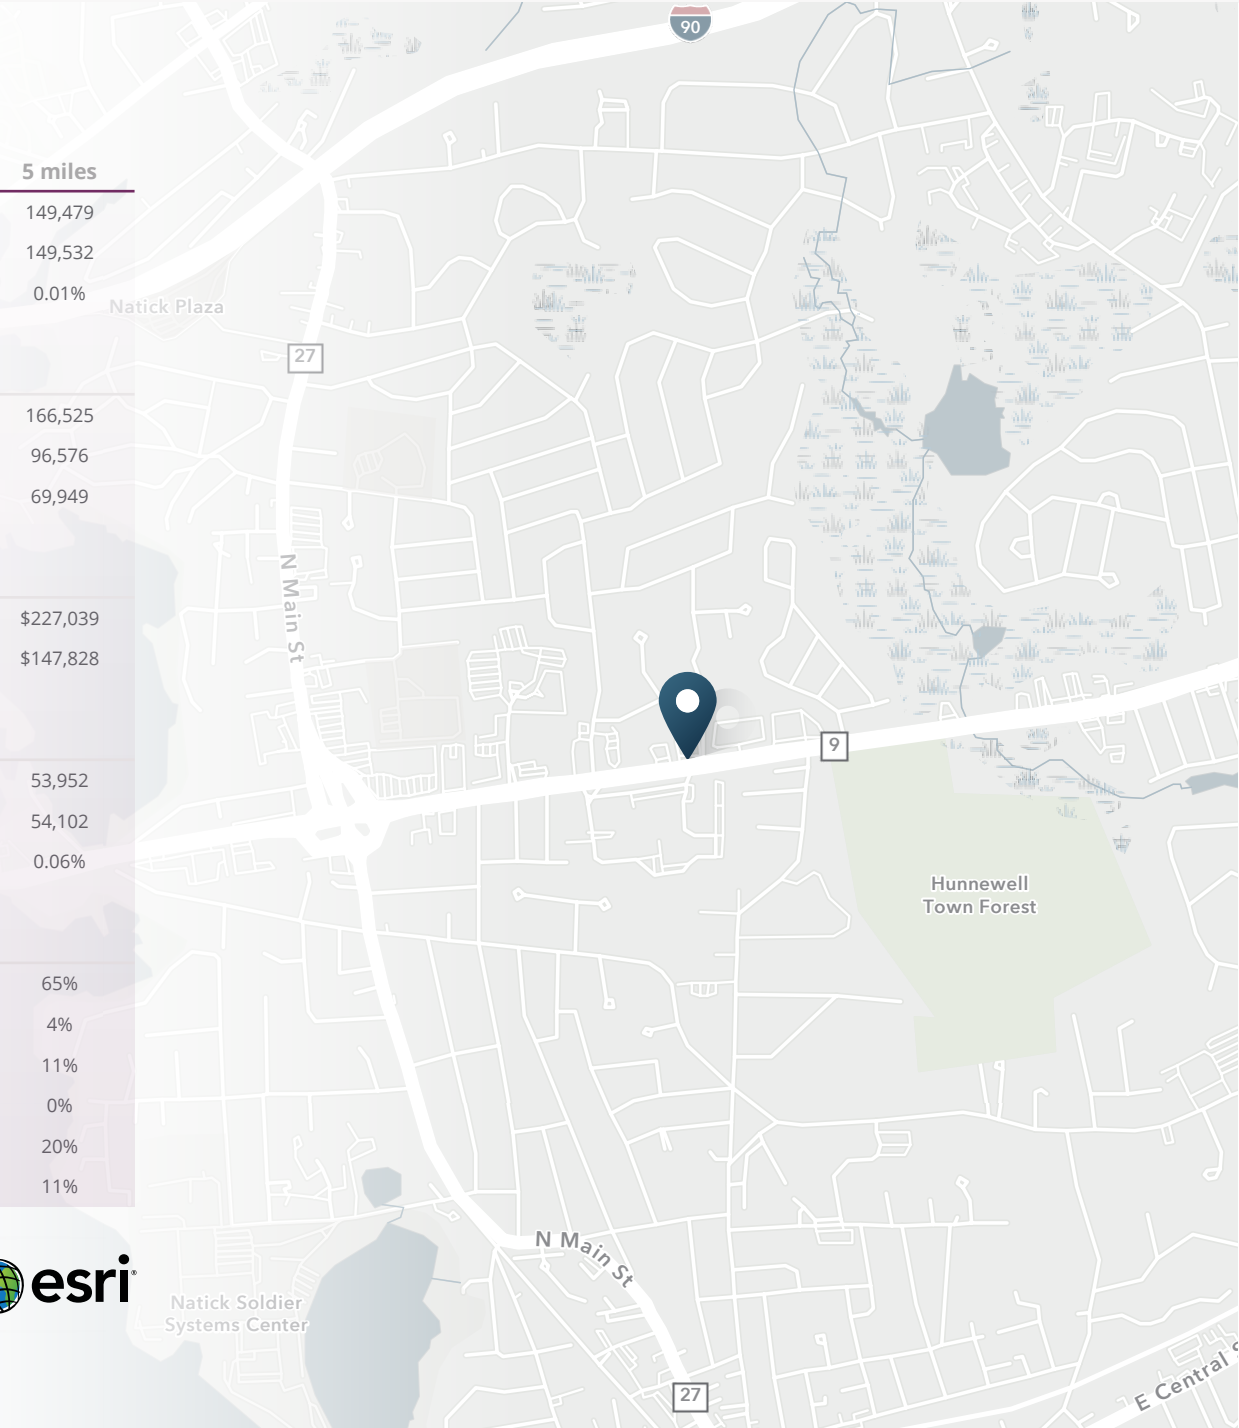 90
5 miles
149,479
149,532
0.01%
Natick Plaza
27
166,525
96,576
69,949
N Main St
$227,039
$147,828
9
53,952
54,102
0.06%
Hunnewell
Town Forest
65%
4%
11%
0%
20%
11%
N Main St
esri
Natick Soldier
Systems Center
27
E Central